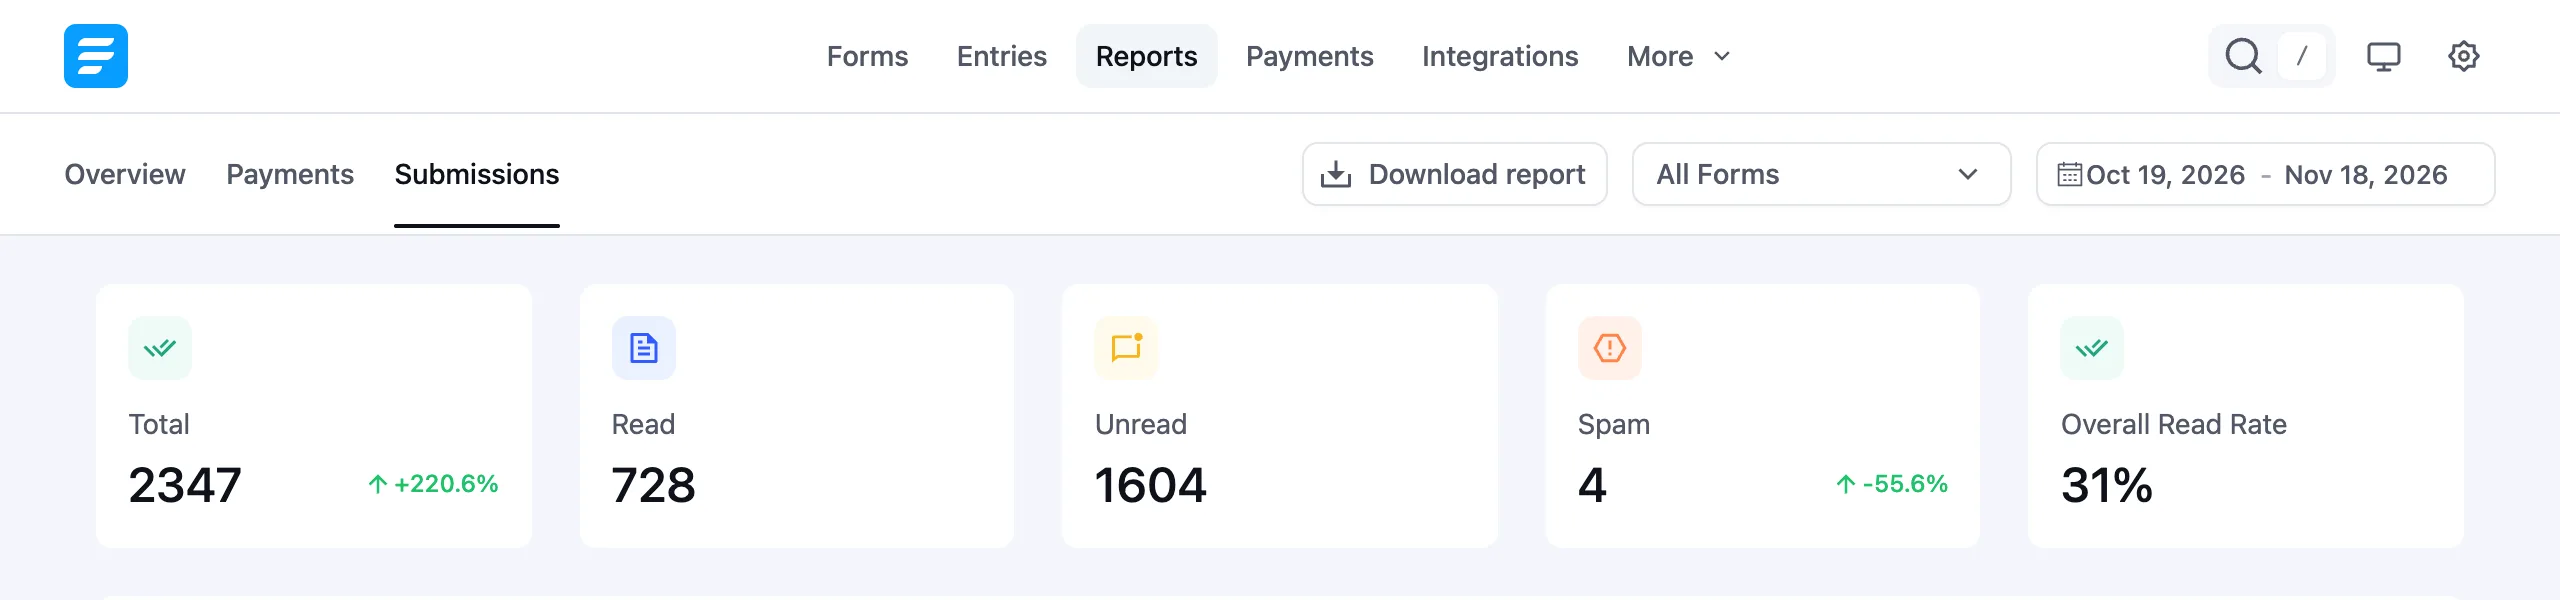 Forms Entries Reports Payments Integrations More /
Overview Payments Submissions Download report All Forms Oct 19, 2026 - Nov 18, 2026
Total Read Unread Spam Overall Read Rate
2347 +220.6% 728 1604 4 -55.6% 31%